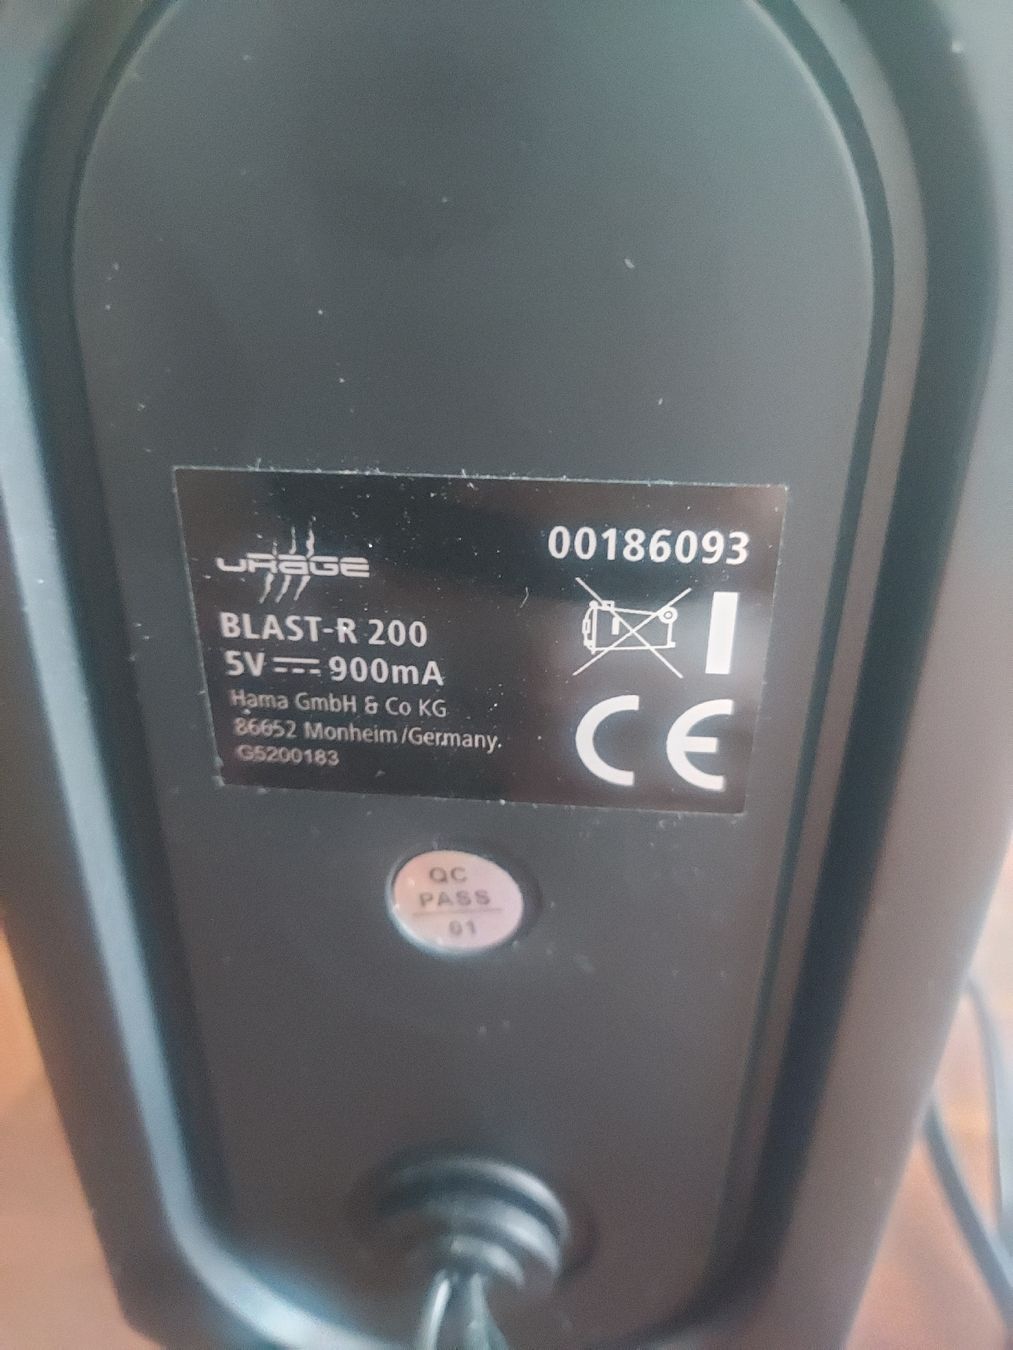 URAGE
00186093
BLAST-R 200
5V 900mA
Hama GmbH & Co KG
86652 Monheim/Germany.
G5200183
CE
QC
PASS
01